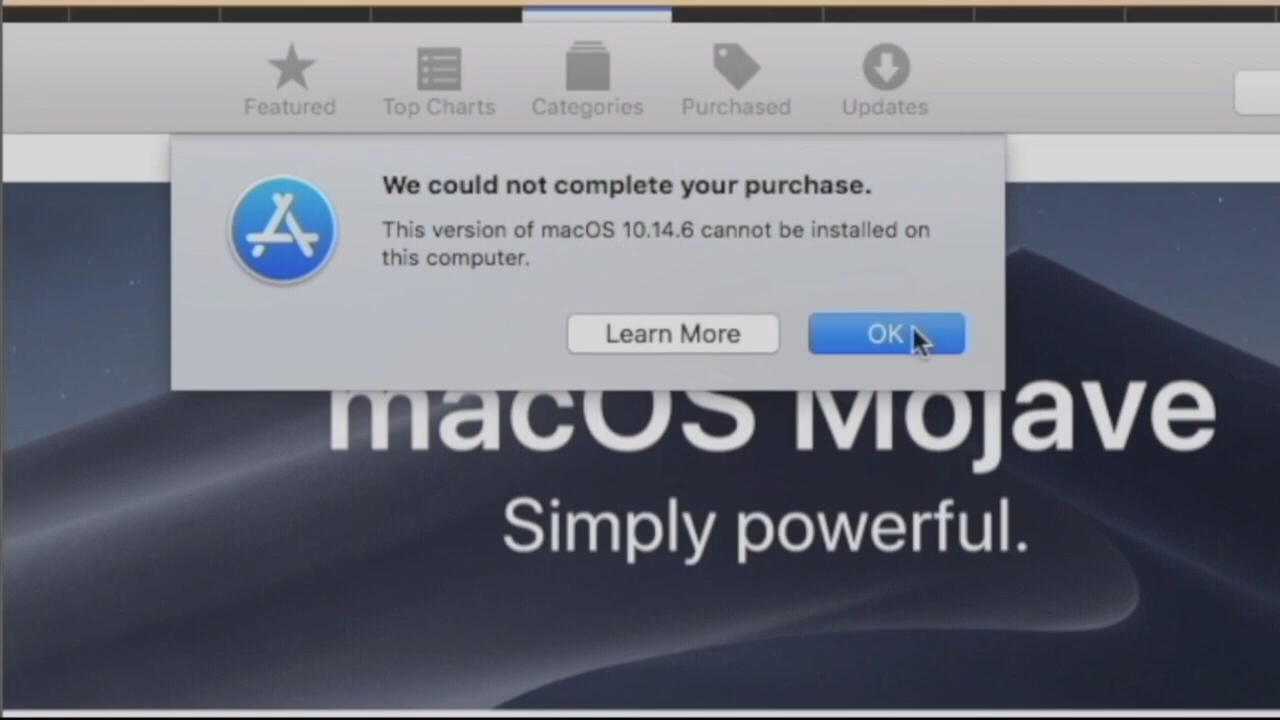 Featured
Top Charts
Categories
Purchased
Updates
We could not complete your purchase.
This version of macOS 10.14.6 cannot be installed on
this computer.
Learn More
OK
macOS Mojave
Simply powerful.